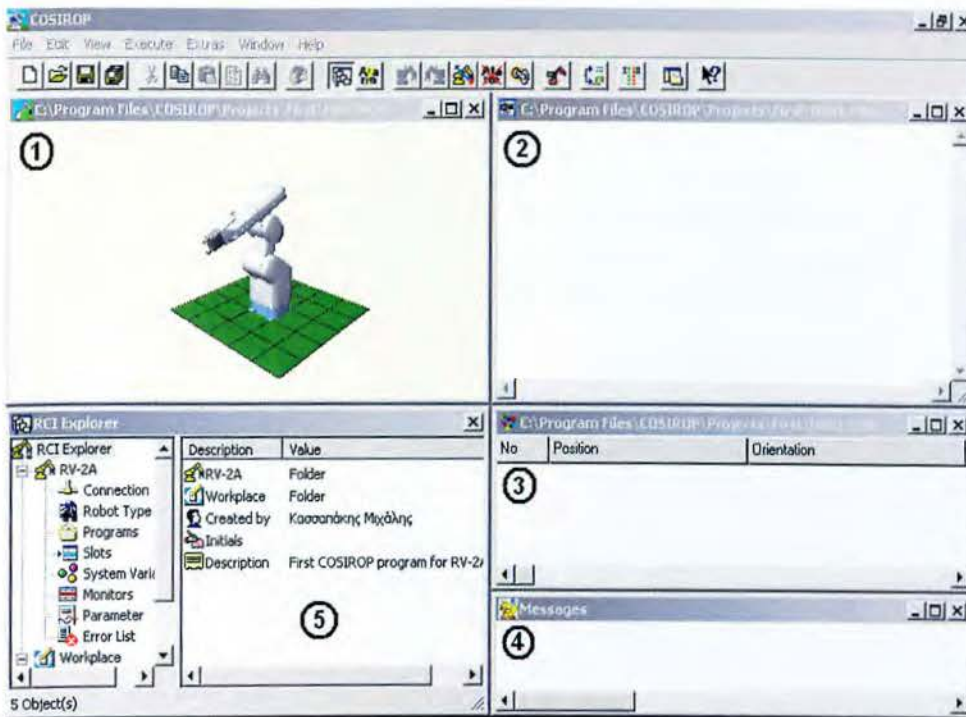 COSIROP
File Edit View Execute Extras Window Help
C:\Program Files\COSIROP\Projects
C:\Program Files\COSIROP\Projects
1
2
RCI Explorer
C:\Program Files\COSIROP\Projects
RCI Explorer
RV-2A
Connection
Robot Type
Programs
Slots
System Varia
Monitors
Parameter
Error List
Workplace
Description Value
RV-2A Folder
Workplace Folder
Created by Κασσανάκης Μιχάλης
Initials
Description First COSIROP program for RV-2A
5
No Position Orientation
3
Messages
4
5 Object(s)